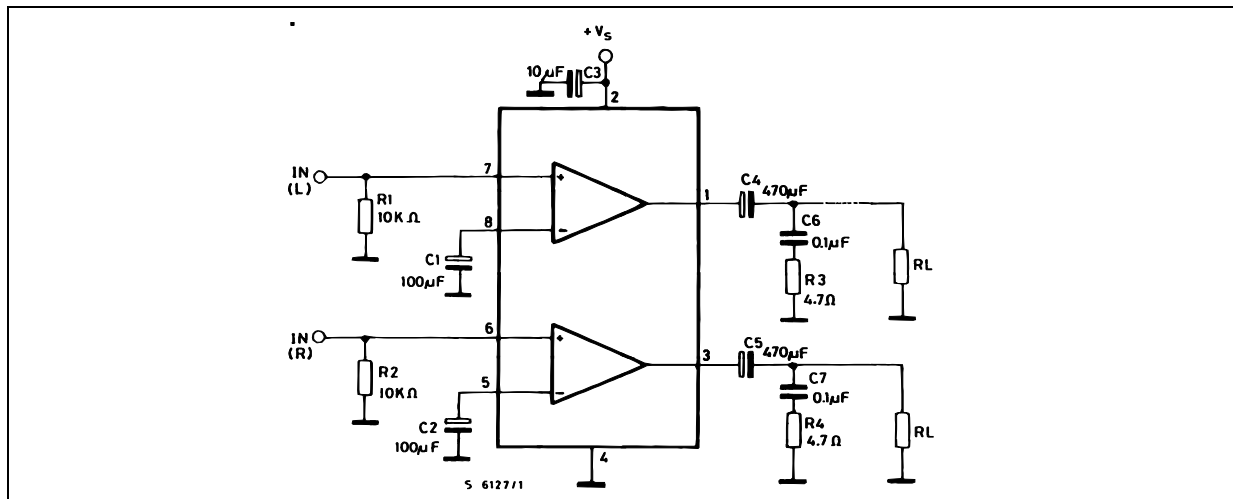 + Vs
10µF C3
2
IN
(L)
7
R1
10KΩ
+
8
−
C1
100µF
1
C4
470µF
C6
0.1µF
R3
4.7Ω
RL
IN
(R)
6
R2
10KΩ
+
5
−
C2
100µF
3
C5
470µF
C7
0.1µF
R4
4.7Ω
RL
4
S 6127/1